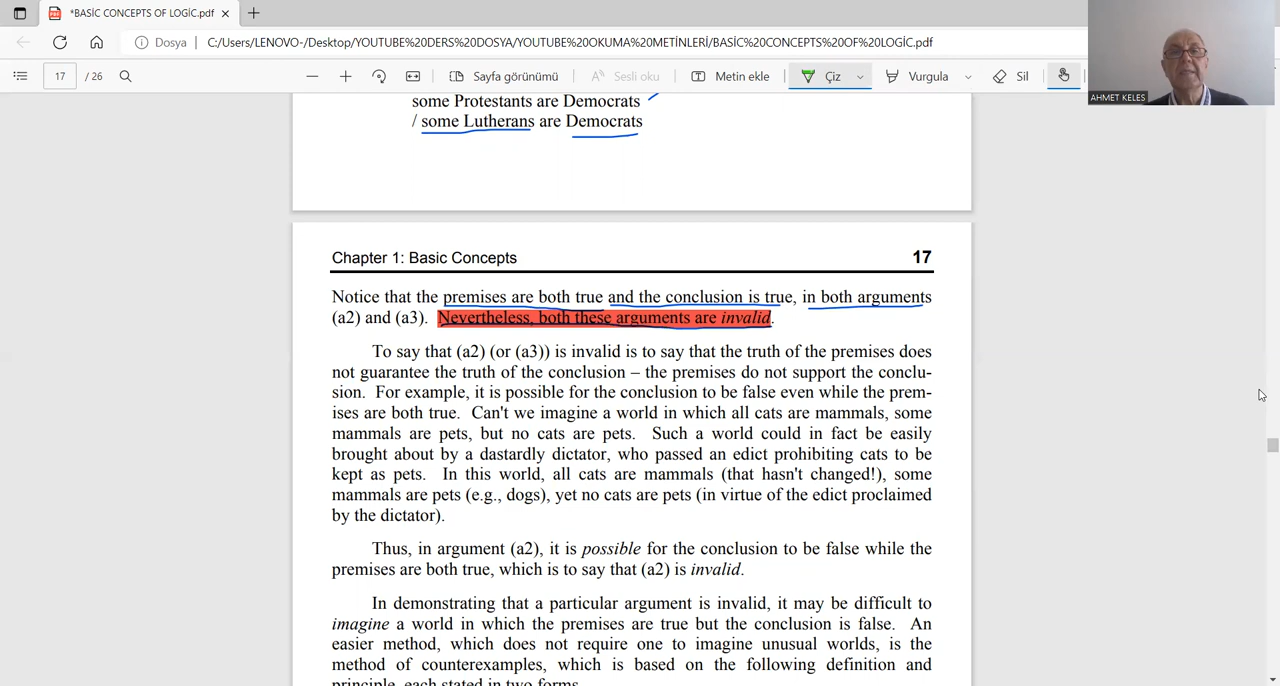 *BASİC CONCEPTS OF LOGİC.pdf
Dosya C:/Users/LENOVO-/Desktop/YOUTUBE%20DERS%20DOSYA/YOUTUBE%20OKUMA%20METİNLERİ/BASİC%20CONCEPTS%20OF%20LOGİC.pdf
17 / 26 Sayfa görünümü Sesli oku Metin ekle Çiz Vurgula Sil
AHMET KELES
some Protestants are Democrats
/ some Lutherans are Democrats
Chapter 1: Basic Concepts 17
Notice that the premises are both true and the conclusion is true, in both arguments
(a2) and (a3). Nevertheless, both these arguments are invalid.
To say that (a2) (or (a3)) is invalid is to say that the truth of the premises does
not guarantee the truth of the conclusion – the premises do not support the conclu-
sion. For example, it is possible for the conclusion to be false even while the prem-
ises are both true. Can't we imagine a world in which all cats are mammals, some
mammals are pets, but no cats are pets. Such a world could in fact be easily
brought about by a dastardly dictator, who passed an edict prohibiting cats to be
kept as pets. In this world, all cats are mammals (that hasn't changed!), some
mammals are pets (e.g., dogs), yet no cats are pets (in virtue of the edict proclaimed
by the dictator).
Thus, in argument (a2), it is possible for the conclusion to be false while the
premises are both true, which is to say that (a2) is invalid.
In demonstrating that a particular argument is invalid, it may be difficult to
imagine a world in which the premises are true but the conclusion is false. An
easier method, which does not require one to imagine unusual worlds, is the
method of counterexamples, which is based on the following definition and
principle, each stated in two forms.